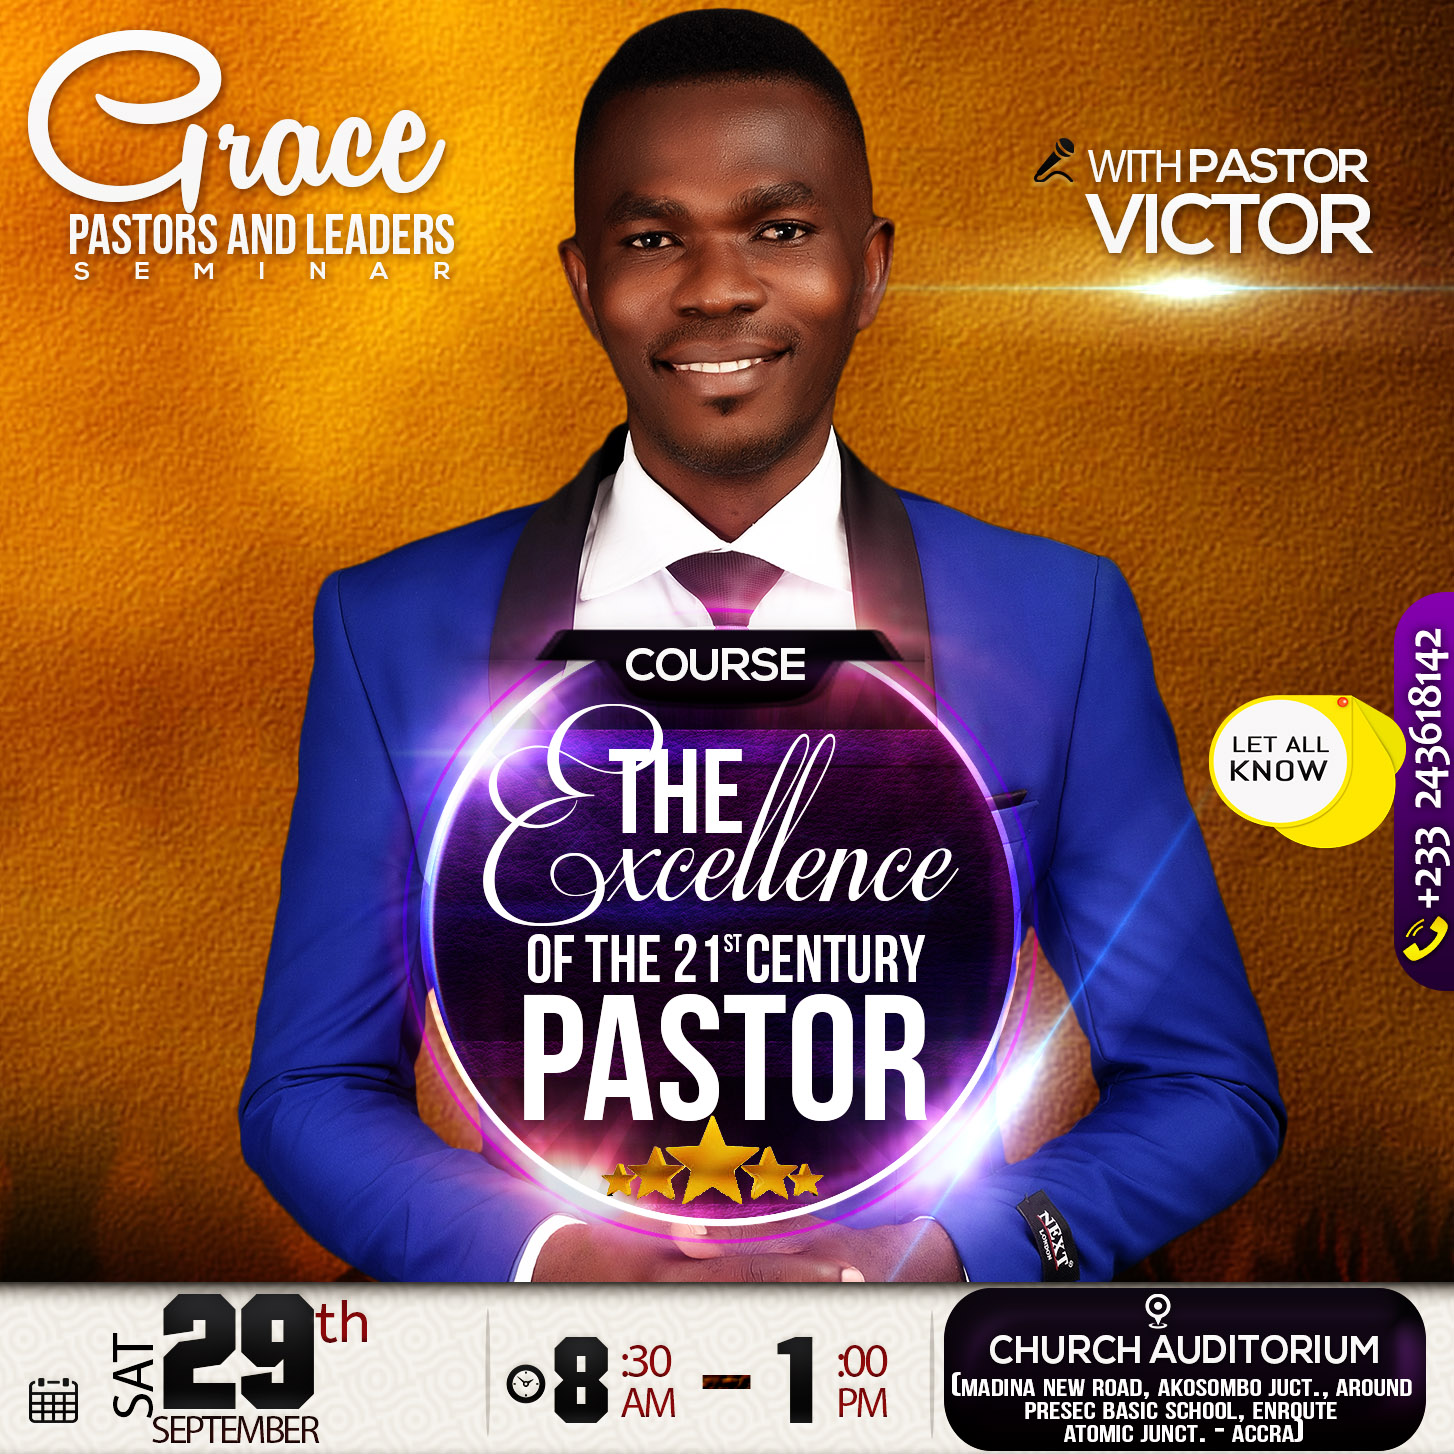 Grace
PASTORS AND LEADERS
SEMINAR
WITH PASTOR
VICTOR
COURSE
THE
Excellence
OF THE 21ST CENTURY
PASTOR
LET ALL
KNOW
+233 243618142
NEXT
LONDON
SAT
29th
SEPTEMBER
8:30 AM - 1:00 PM
CHURCH AUDITORIUM
(MADINA NEW ROAD, AKOSOMBO JUCT., AROUND
PRESEC BASIC SCHOOL, ENROUTE
ATOMIC JUNCT. - ACCRA)